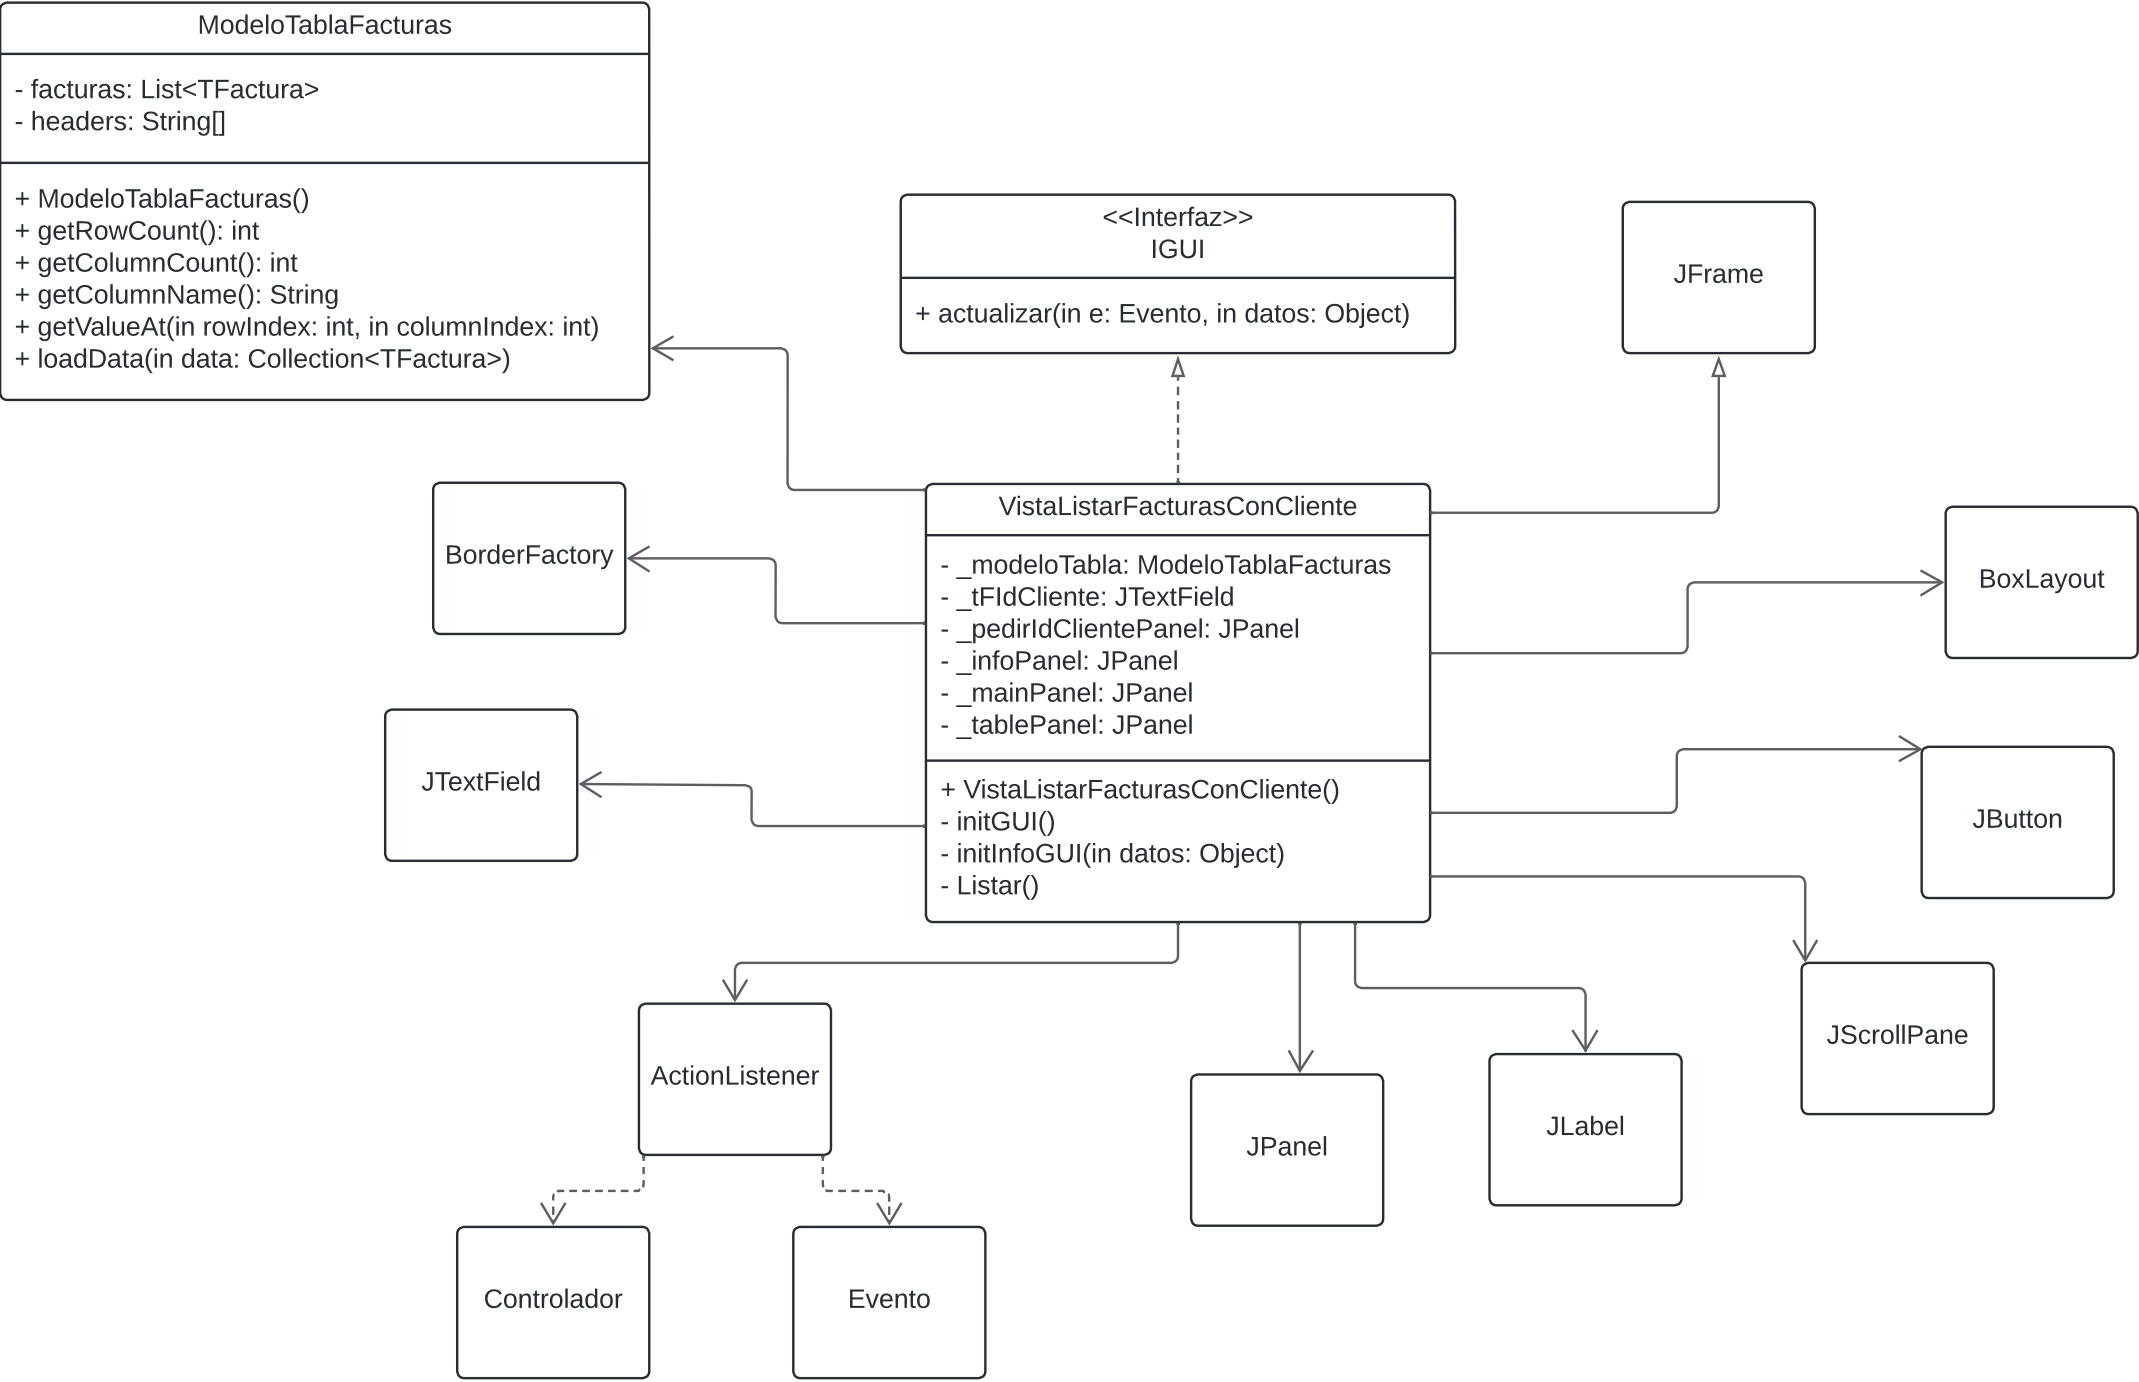 ModeloTablaFacturas
- facturas: List<TFactura>
- headers: String[]
+ ModeloTablaFacturas()
+ getRowCount(): int
+ getColumnCount(): int
+ getColumnName(): String
+ getValueAt(in rowIndex: int, in columnIndex: int)
+ loadData(in data: Collection<TFactura>)
<<Interfaz>>
IGUI
+ actualizar(in e: Evento, in datos: Object)
JFrame
BorderFactory
VistaListarFacturasConCliente
- _modeloTabla: ModeloTablaFacturas
- _tFIdCliente: JTextField
- _pedirIdClientePanel: JPanel
- _infoPanel: JPanel
- _mainPanel: JPanel
- _tablePanel: JPanel
+ VistaListarFacturasConCliente()
- initGUI()
- initInfoGUI(in datos: Object)
- Listar()
BoxLayout
JTextField
JButton
ActionListener
JPanel
JLabel
JScrollPane
Controlador
Evento